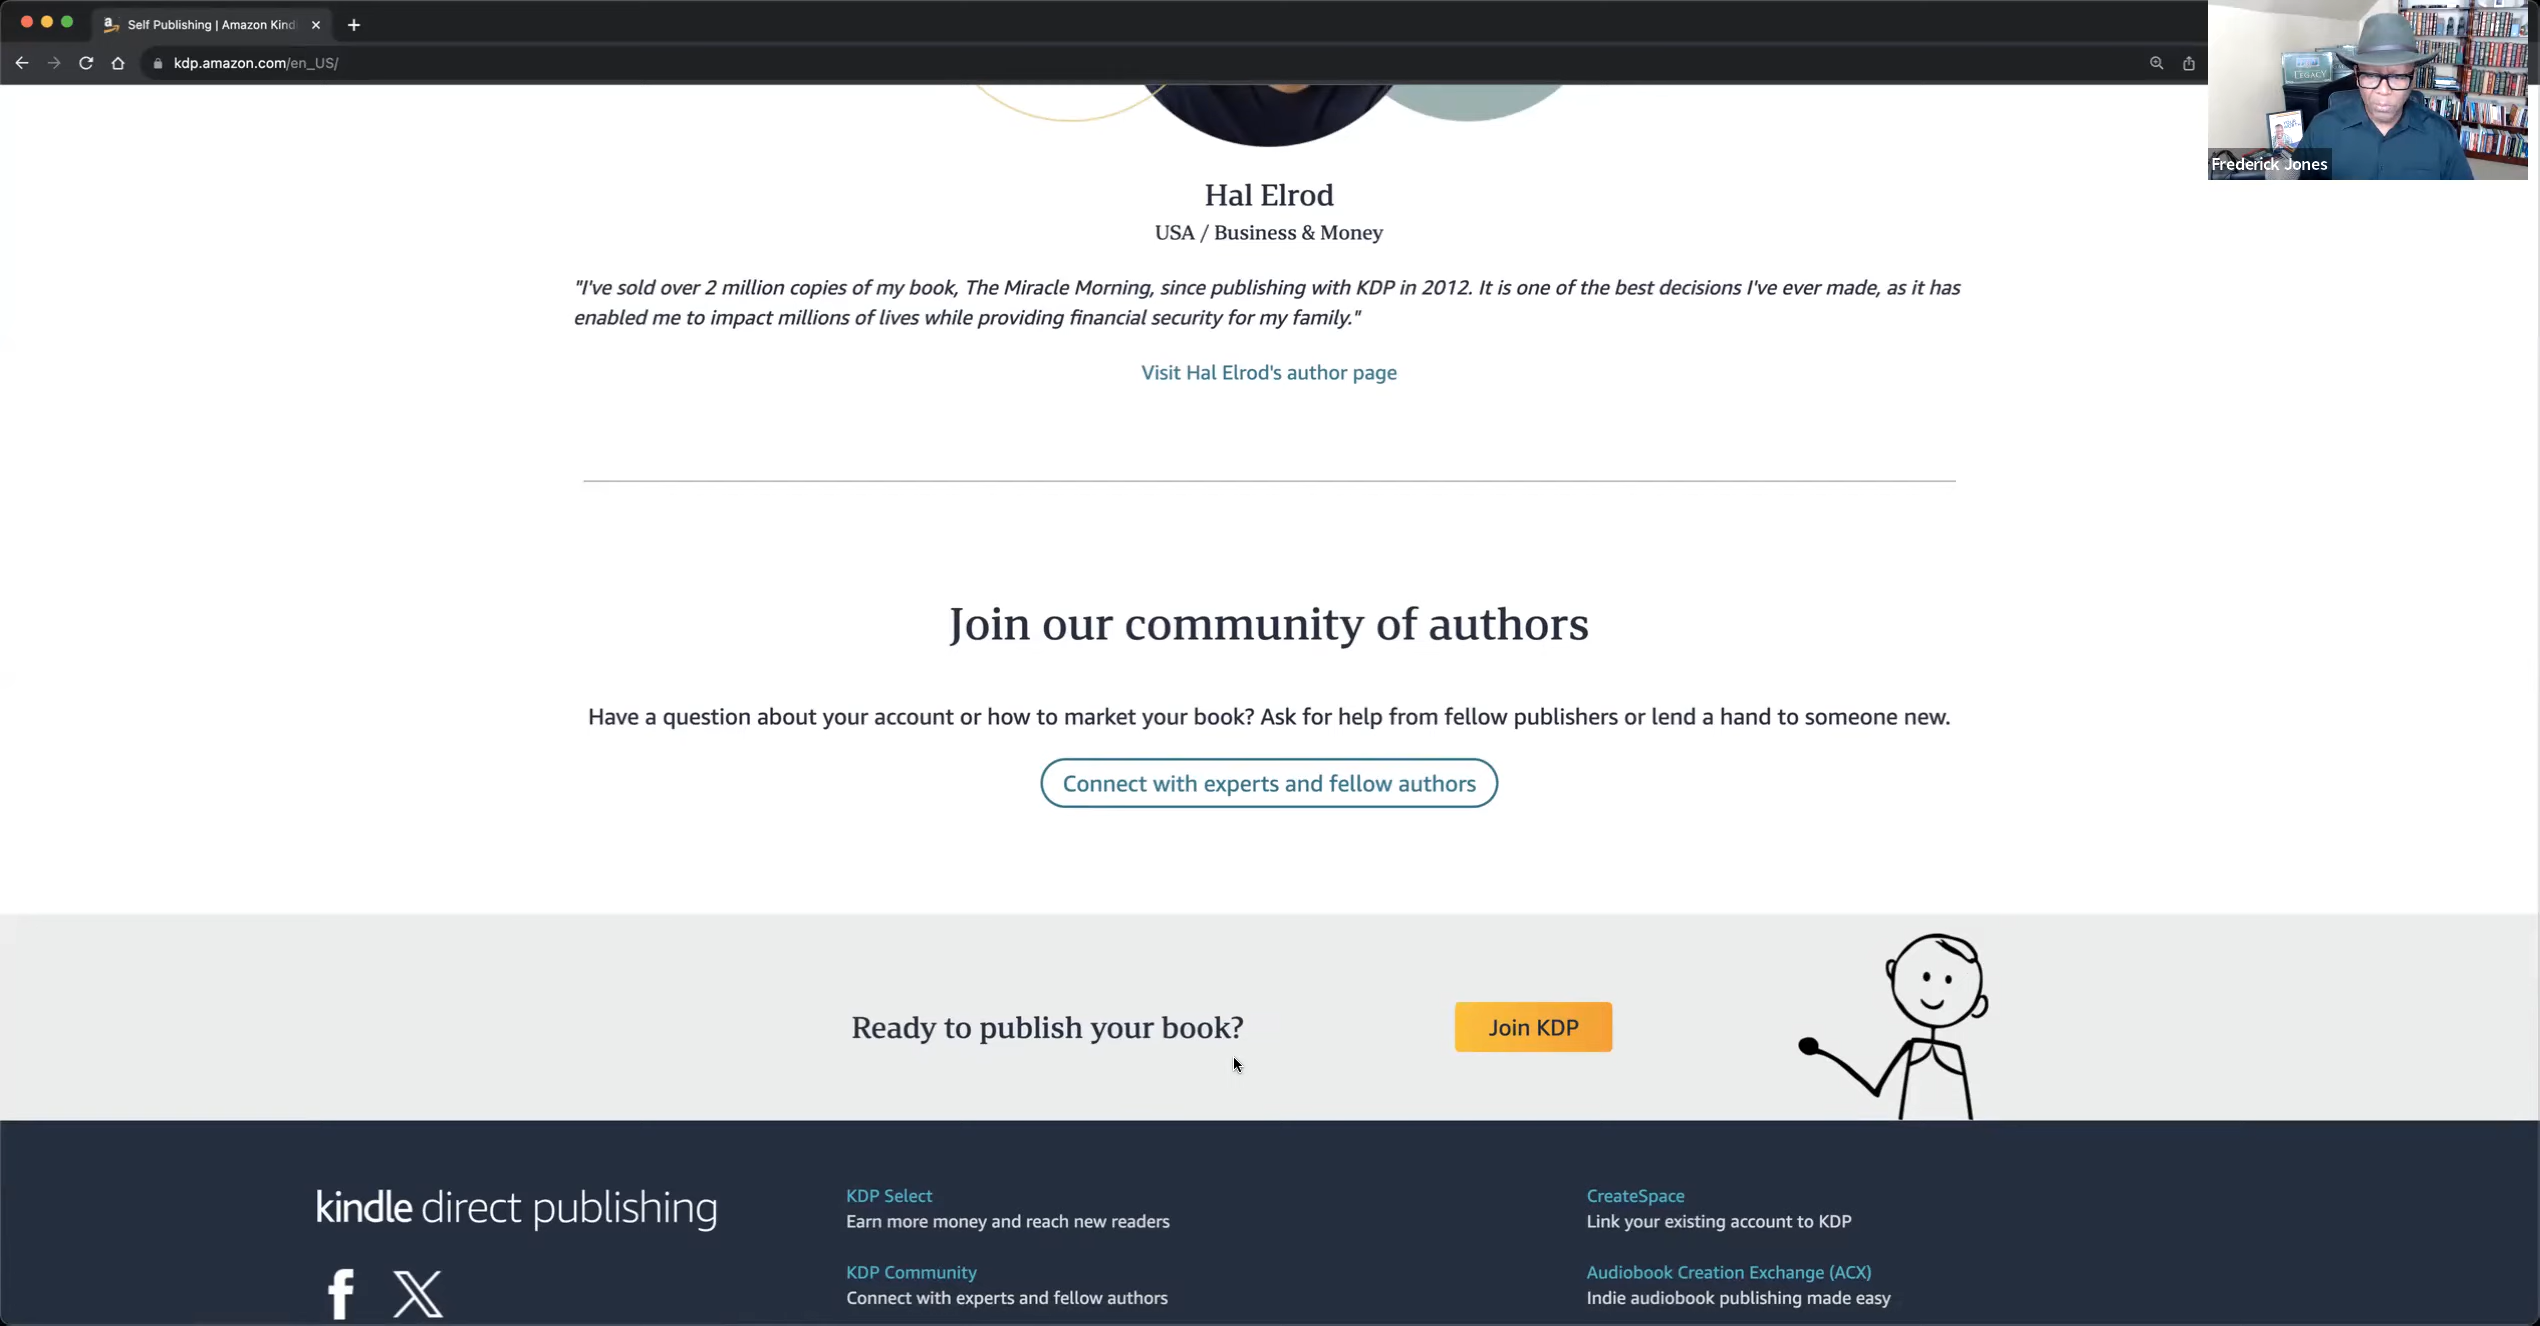 Self Publishing | Amazon Kind
kdp.amazon.com/en_US/
LEGACY
Frederick Jones
Hal Elrod
USA / Business & Money
"I've sold over 2 million copies of my book, The Miracle Morning, since publishing with KDP in 2012. It is one of the best decisions I've ever made, as it has
enabled me to impact millions of lives while providing financial security for my family."
Visit Hal Elrod's author page
Join our community of authors
Have a question about your account or how to market your book? Ask for help from fellow publishers or lend a hand to someone new.
Connect with experts and fellow authors
Ready to publish your book?
Join KDP
kindle direct publishing
KDP Select
Earn more money and reach new readers
KDP Community
Connect with experts and fellow authors
CreateSpace
Link your existing account to KDP
Audiobook Creation Exchange (ACX)
Indie audiobook publishing made easy